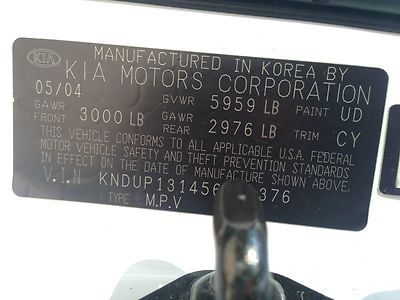 KIA
MANUFACTURED IN KOREA BY
KIA MOTORS CORPORATION
05/04 GVWR 5959 LB PAINT UD
GAWR FRONT 3000 LB GAWR REAR 2976 LB TRIM CY
THIS VEHICLE CONFORMS TO ALL APPLICABLE U.S.A. FEDERAL
MOTOR VEHICLE SAFETY AND THEFT PREVENTION STANDARDS
IN EFFECT ON THE DATE OF MANUFACTURE SHOWN ABOVE.
V.I.N KNDUP131456 376
TYPE M.P.V